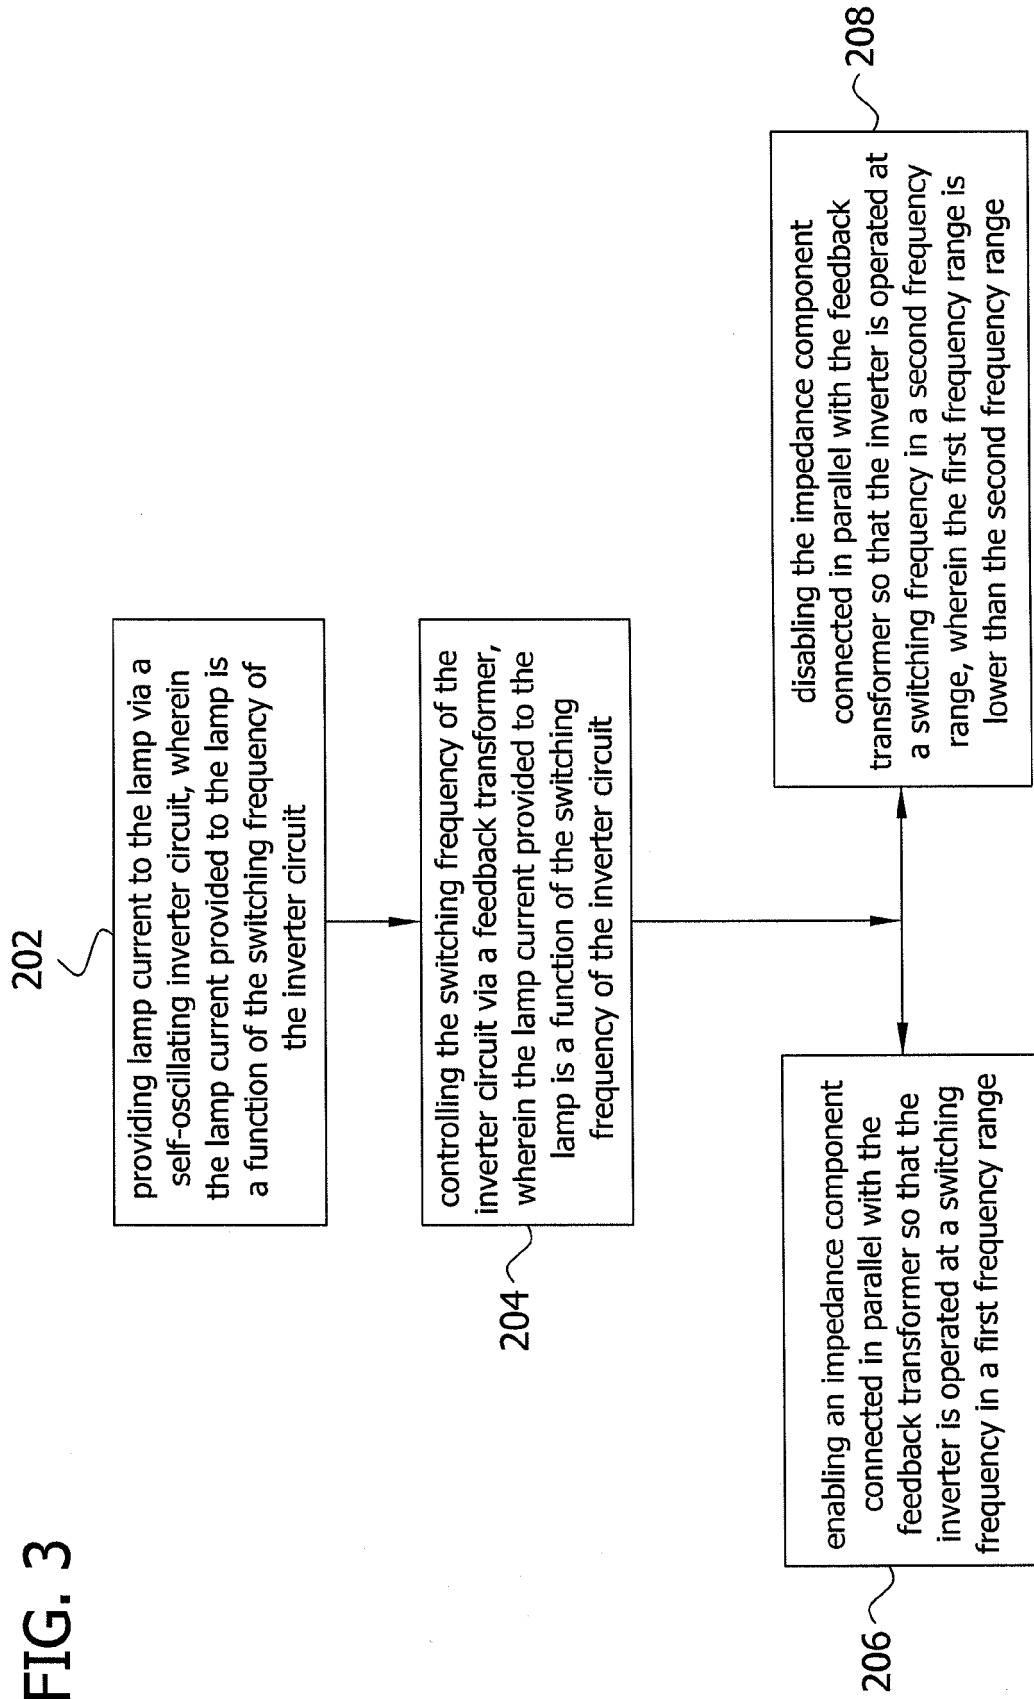 FIG. 3
202
providing lamp current to the lamp via a
self-oscillating inverter circuit, wherein
the lamp current provided to the lamp is
a function of the switching frequency of
the inverter circuit
204
controlling the switching frequency of the
inverter circuit via a feedback transformer,
wherein the lamp current provided to the
lamp is a function of the switching
frequency of the inverter circuit
206
enabling an impedance component
connected in parallel with the
feedback transformer so that the
inverter is operated at a switching
frequency in a first frequency range
208
disabling the impedance component
connected in parallel with the feedback
transformer so that the inverter is operated at
a switching frequency in a second frequency
range, wherein the first frequency range is
lower than the second frequency range